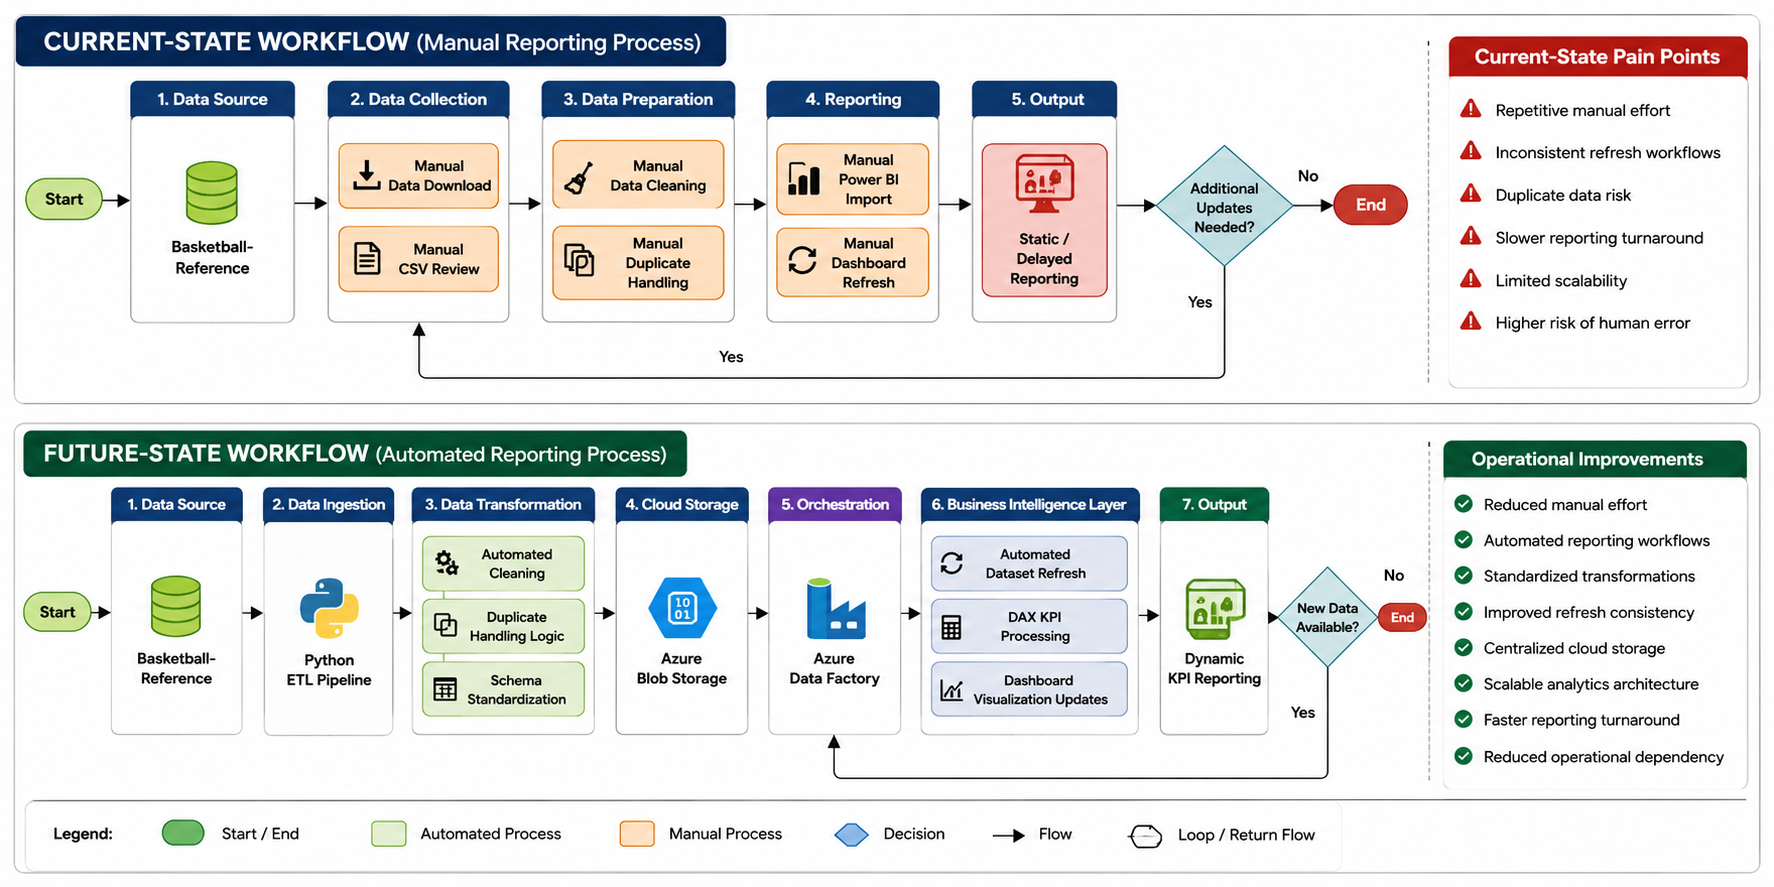 CURRENT-STATE WORKFLOW (Manual Reporting Process)
1. Data Source
2. Data Collection
3. Data Preparation
4. Reporting
5. Output
Start
Basketball-
Reference
Manual
Data Download
Manual
CSV Review
Manual
Data Cleaning
Manual
Duplicate
Handling
Manual
Power BI
Import
Manual
Dashboard
Refresh
Static /
Delayed
Reporting
Additional
Updates
Needed?
No
End
Yes
Yes
Current-State Pain Points
Repetitive manual effort
Inconsistent refresh workflows
Duplicate data risk
Slower reporting turnaround
Limited scalability
Higher risk of human error
FUTURE-STATE WORKFLOW (Automated Reporting Process)
1. Data Source
2. Data Ingestion
3. Data Transformation
4. Cloud Storage
5. Orchestration
6. Business Intelligence Layer
7. Output
Start
Basketball-
Reference
Python
ETL Pipeline
Automated
Cleaning
Duplicate
Handling Logic
Schema
Standardization
10
01
Azure
Blob Storage
Azure
Data Factory
Automated
Dataset Refresh
DAX KPI
Processing
Dashboard
Visualization Updates
Dynamic
KPI Reporting
New Data
Available?
No
End
Yes
Operational Improvements
Reduced manual effort
Automated reporting workflows
Standardized transformations
Improved refresh consistency
Centralized cloud storage
Scalable analytics architecture
Faster reporting turnaround
Reduced operational dependency
Legend:
Start / End
Automated Process
Manual Process
Decision
Flow
Loop / Return Flow